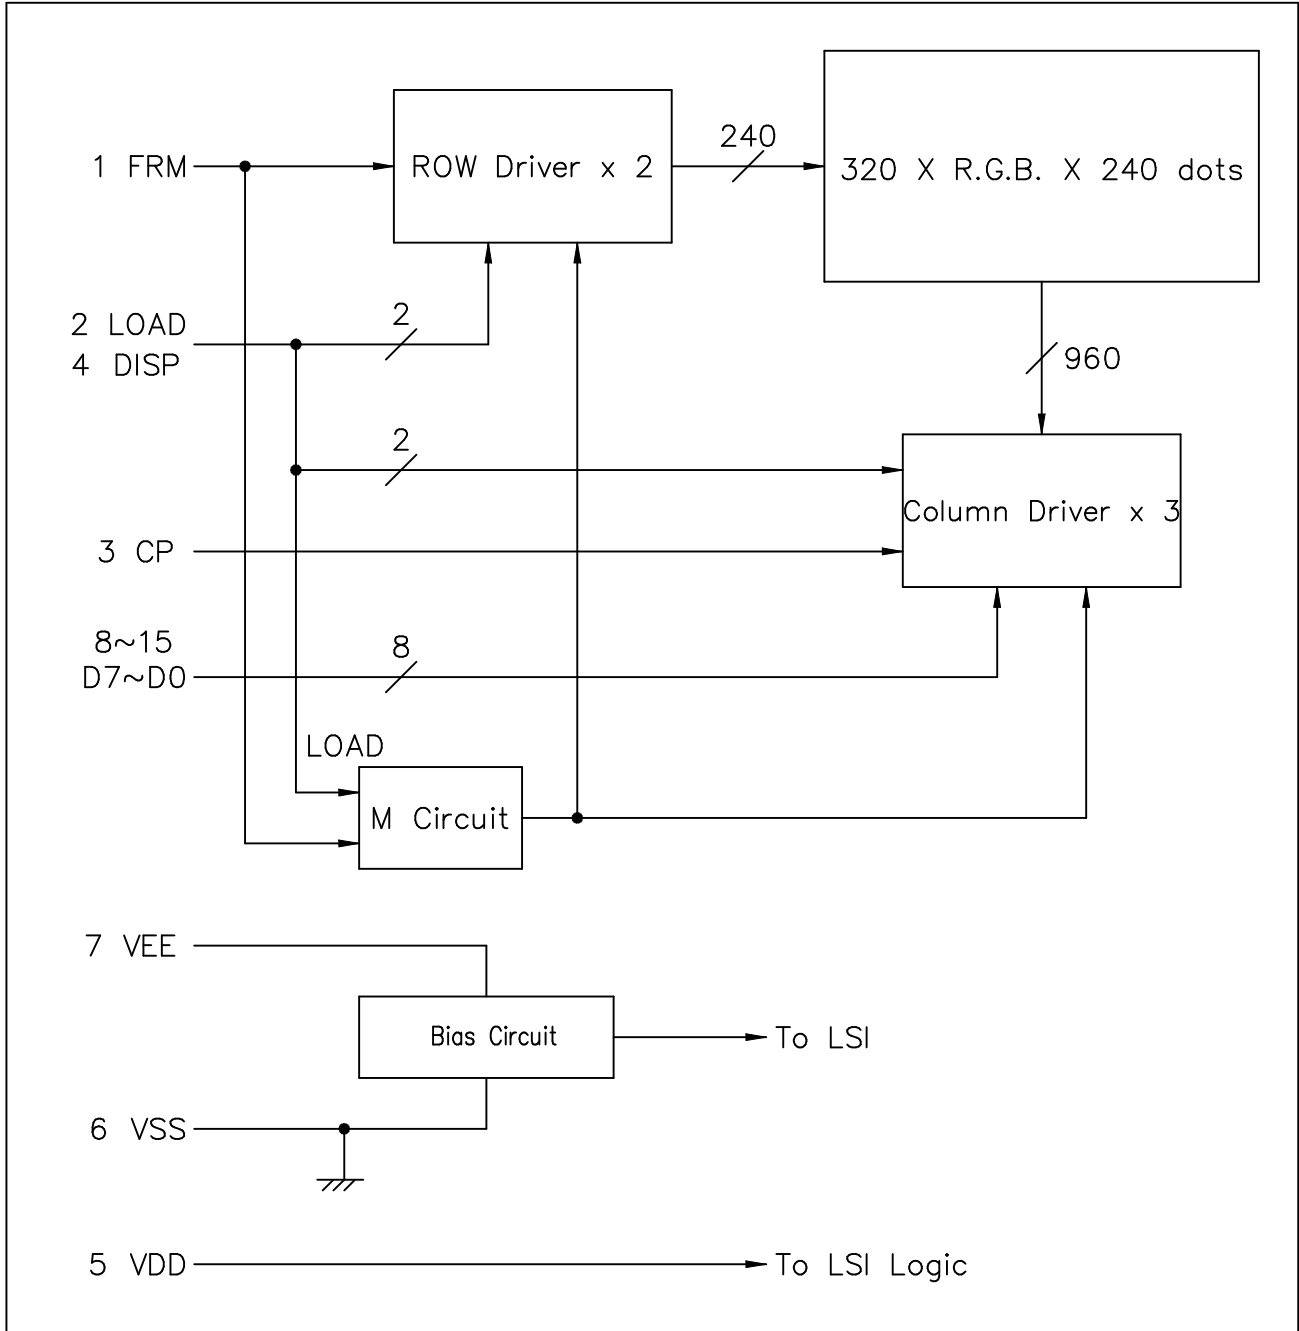 240
1 FRM
ROW Driver x 2
320 X R.G.B. X 240 dots
2
2 LOAD
4 DISP
960
2
Column Driver x 3
3 CP
8~15
8
D7~D0
LOAD
M Circuit
7 VEE
Bias Circuit
To LSI
6 VSS
5 VDD
To LSI Logic